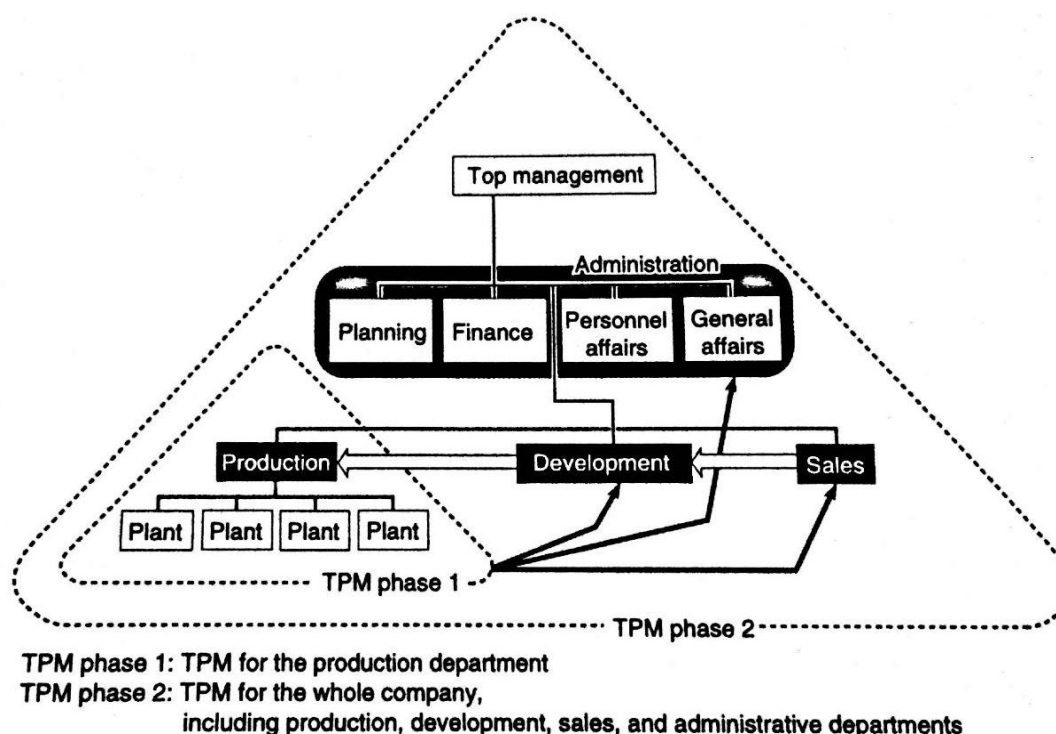 Top management
Administration
Planning
Finance
Personnel
affairs
General
affairs
Production
Development
Sales
Plant
Plant
Plant
Plant
TPM phase 1
TPM phase 2
TPM phase 1: TPM for the production department
TPM phase 2: TPM for the whole company,
including production, development, sales, and administrative departments